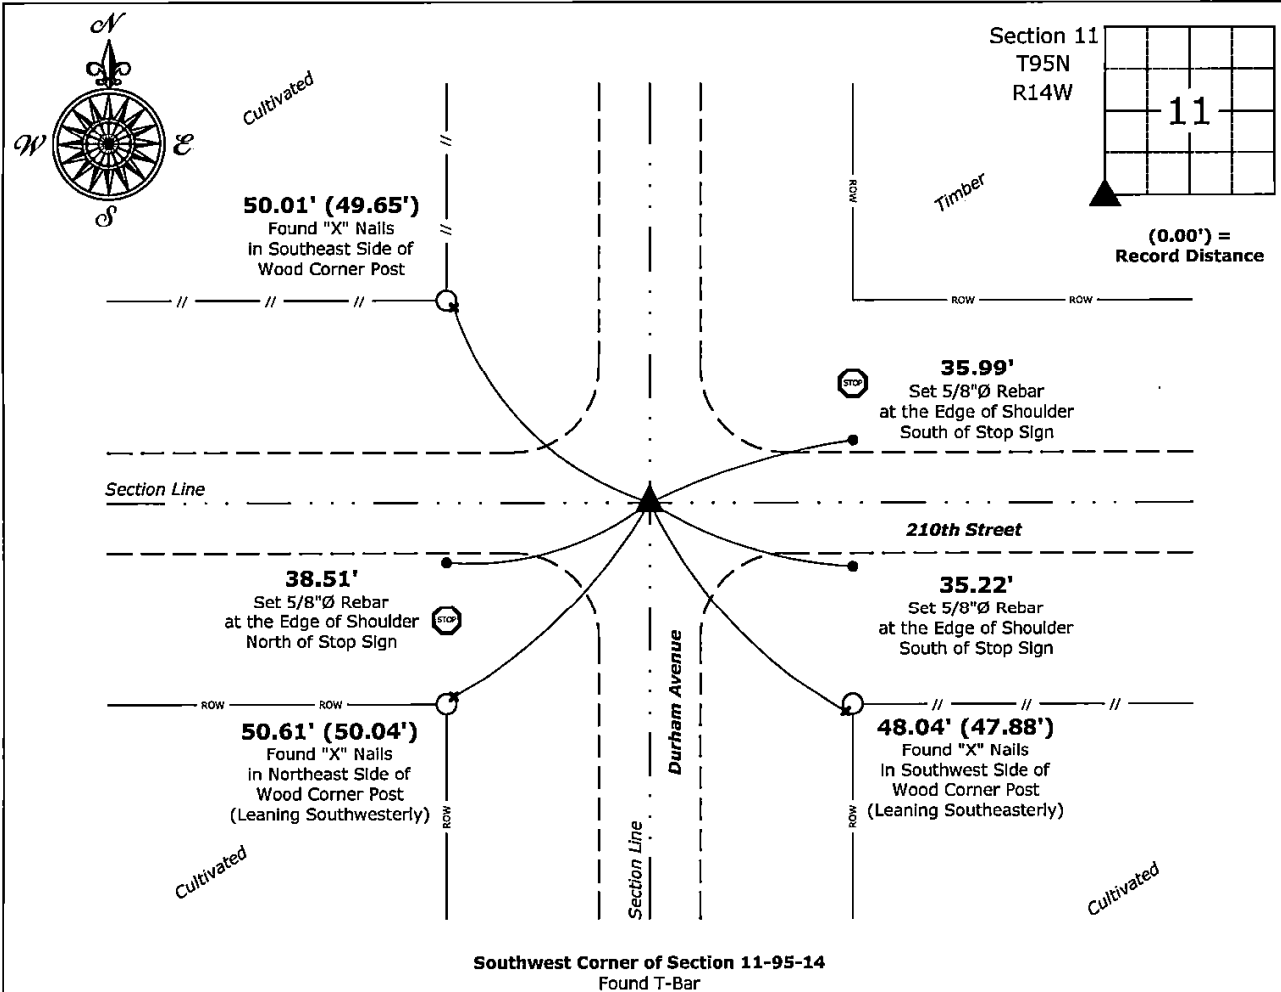 N
W
E
S
Cultivated
Section 11
T95N
R14W
11
Timber
(0.00') =
Record Distance
50.01' (49.65')
Found "X" Nails
in Southeast Side of
Wood Corner Post
ROW
ROW
ROW
STOP
35.99'
Set 5/8"Ø Rebar
at the Edge of Shoulder
South of Stop Sign
Section Line
210th Street
38.51'
Set 5/8"Ø Rebar
at the Edge of Shoulder
North of Stop Sign
STOP
35.22'
Set 5/8"Ø Rebar
at the Edge of Shoulder
South of Stop Sign
Durham Avenue
ROW
ROW
50.61' (50.04')
Found "X" Nails
in Northeast Side of
Wood Corner Post
(Leaning Southwesterly)
ROW
48.04' (47.88')
Found "X" Nails
in Southwest Side of
Wood Corner Post
(Leaning Southeasterly)
ROW
Section Line
Cultivated
Cultivated
Southwest Corner of Section 11-95-14
Found T-Bar